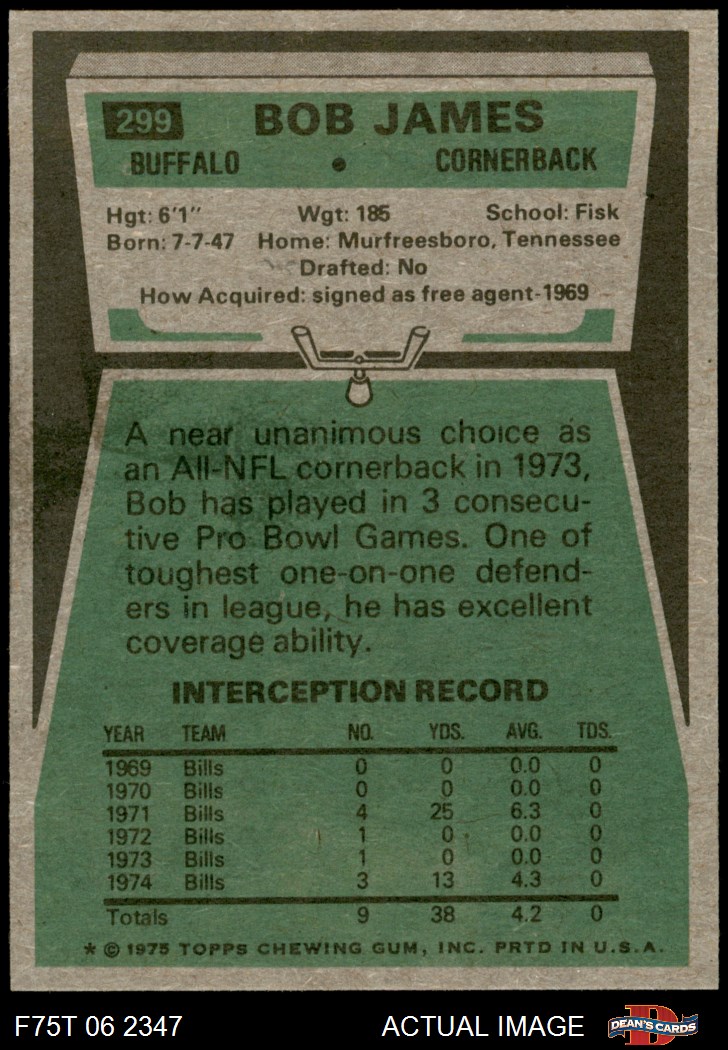 299 BOB JAMES
BUFFALO • CORNERBACK
Hgt: 6'1" Wgt: 185 School: Fisk
Born: 7-7-47 Home: Murfreesboro, Tennessee
Drafted: No
How Acquired: signed as free agent-1969
A near unanimous choice as
an All-NFL cornerback in 1973,
Bob has played in 3 consecu-
tive Pro Bowl Games. One of
toughest one-on-one defend-
ers in league, he has excellent
coverage ability.
INTERCEPTION RECORD
YEAR TEAM NO. YDS. AVG. TDS.
1969 Bills 0 0 0.0 0
1970 Bills 0 0 0.0 0
1971 Bills 4 25 6.3 0
1972 Bills 1 0 0.0 0
1973 Bills 1 0 0.0 0
1974 Bills 3 13 4.3 0
Totals 9 38 4.2 0
* © 1975 TOPPS CHEWING GUM, INC. PRTD IN U.S.A.
F75T 06 2347 ACTUAL IMAGE D DEAN'S CARDS